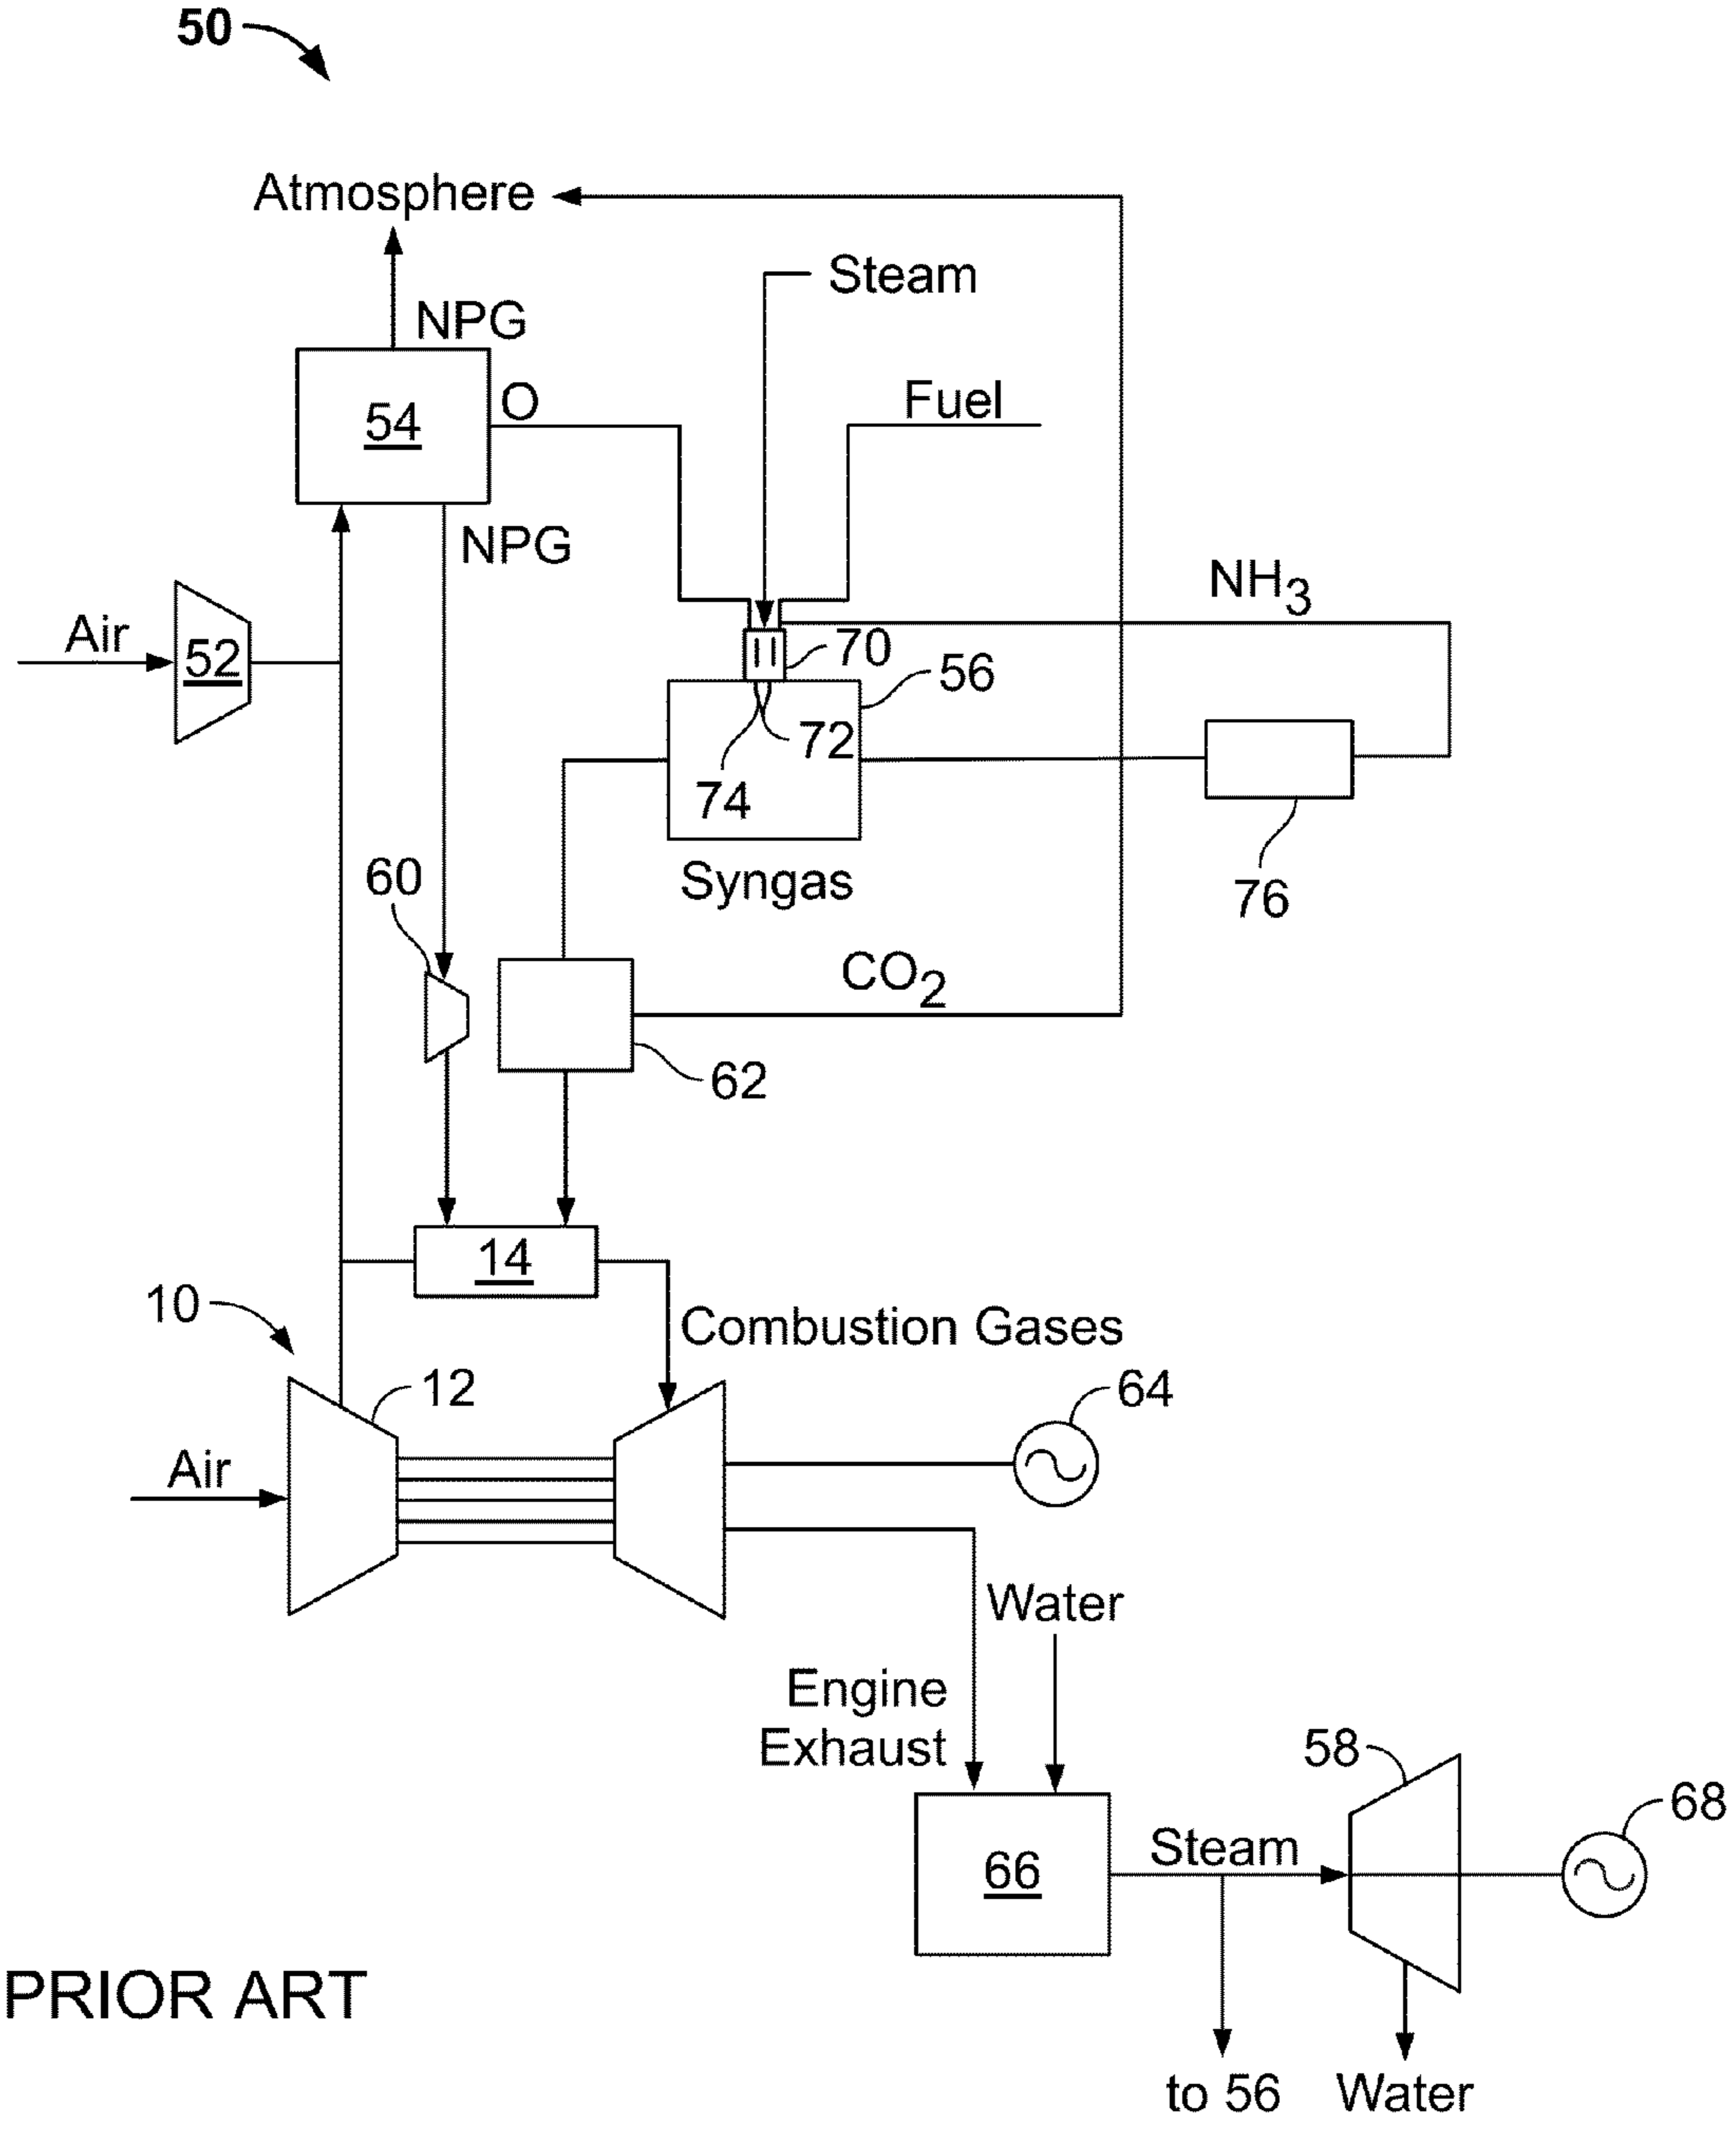 50
Atmosphere
Steam
NPG
Fuel
O
54
NPG
NH3
Air
52
70
56
72
74
Syngas
76
60
CO2
62
14
10
Combustion Gases
12
64
Air
Water
Engine
Exhaust
58
68
Steam
66
PRIOR ART
to 56
Water